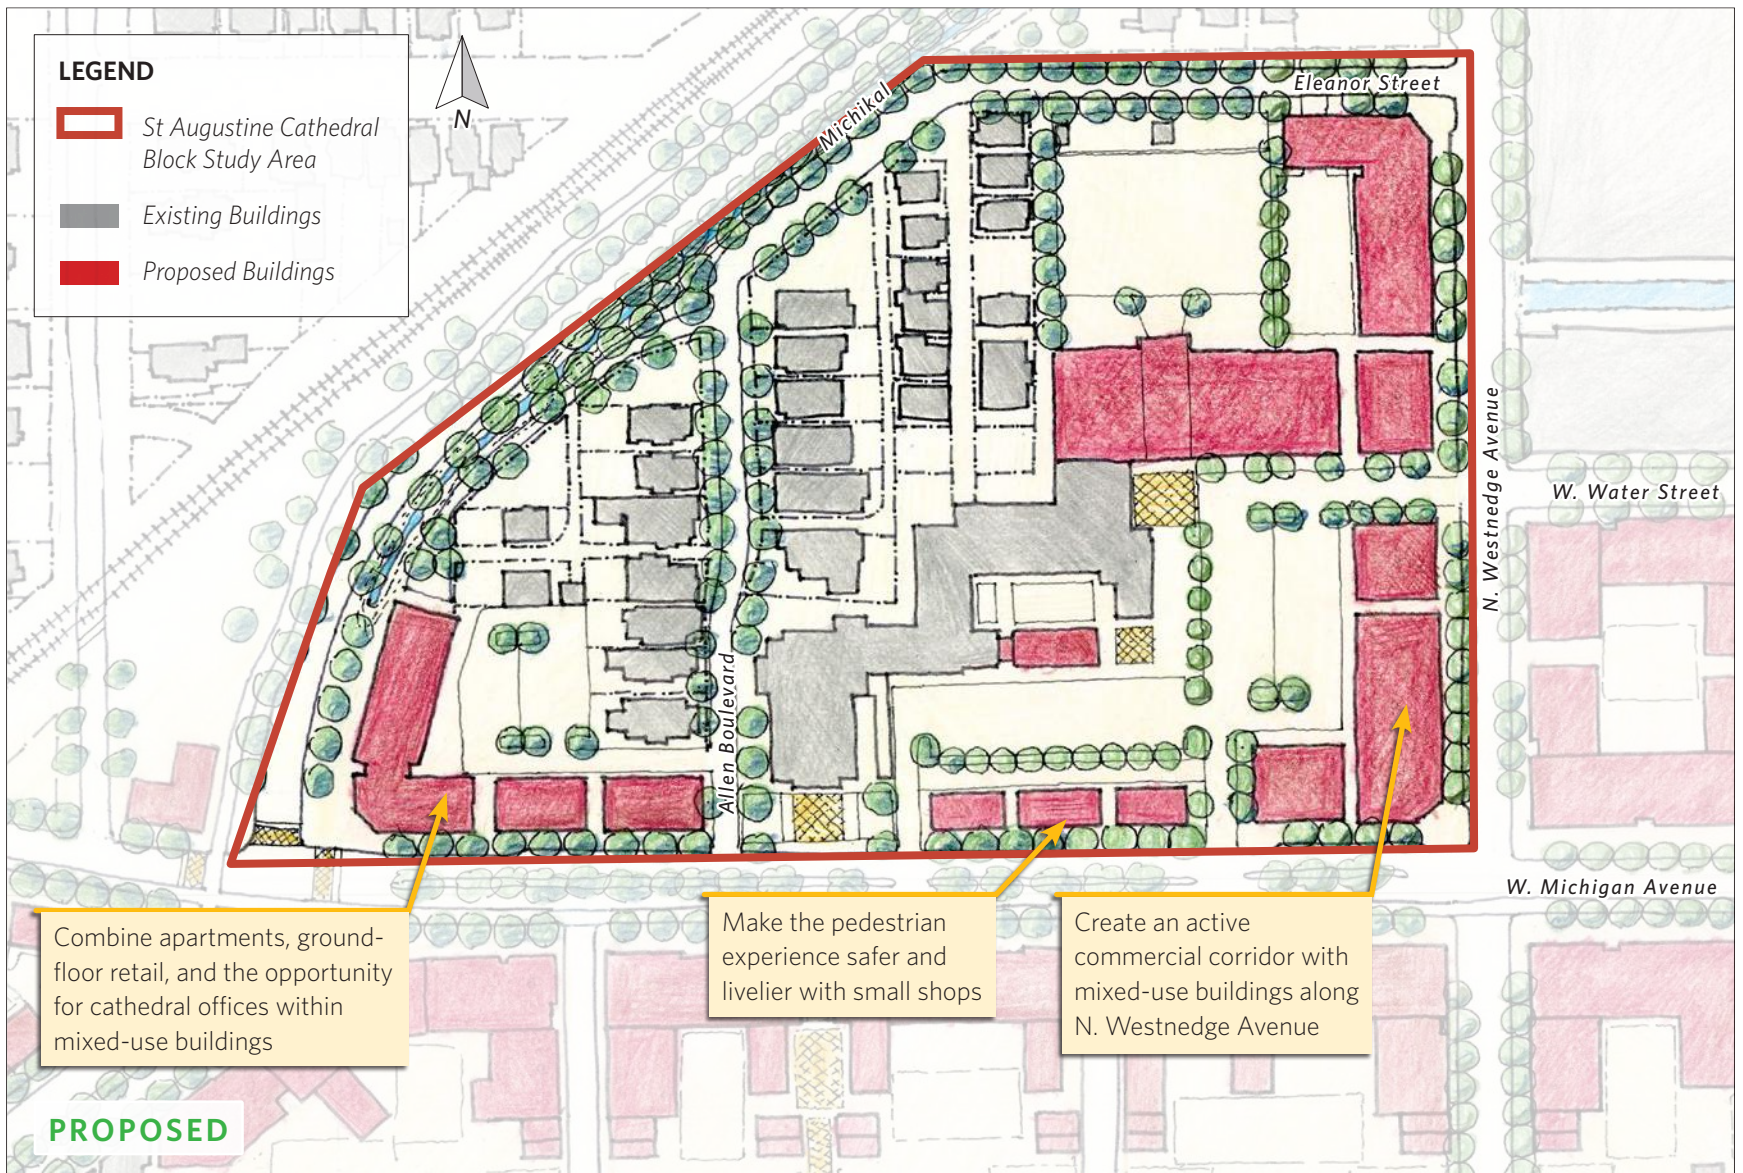 LEGEND
St Augustine Cathedral
Block Study Area
Existing Buildings
Proposed Buildings
N
Michikal
Eleanor Street
N. Westnedge Avenue
W. Water Street
Allen Boulevard
W. Michigan Avenue
Combine apartments, ground-
floor retail, and the opportunity
for cathedral offices within
mixed-use buildings
Make the pedestrian
experience safer and
livelier with small shops
Create an active
commercial corridor with
mixed-use buildings along
N. Westnedge Avenue
PROPOSED